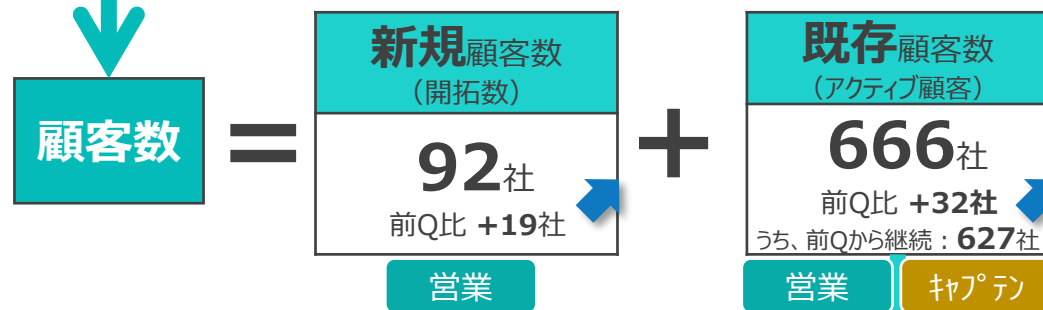 顧客数
=
新規顧客数
（開拓数）
92社
前Q比 +19社
営業
+
既存顧客数
（アクティブ顧客）
666社
前Q比 +32社
うち、前Qから継続：627社
営業
ｷｬﾌﾟﾃﾝ